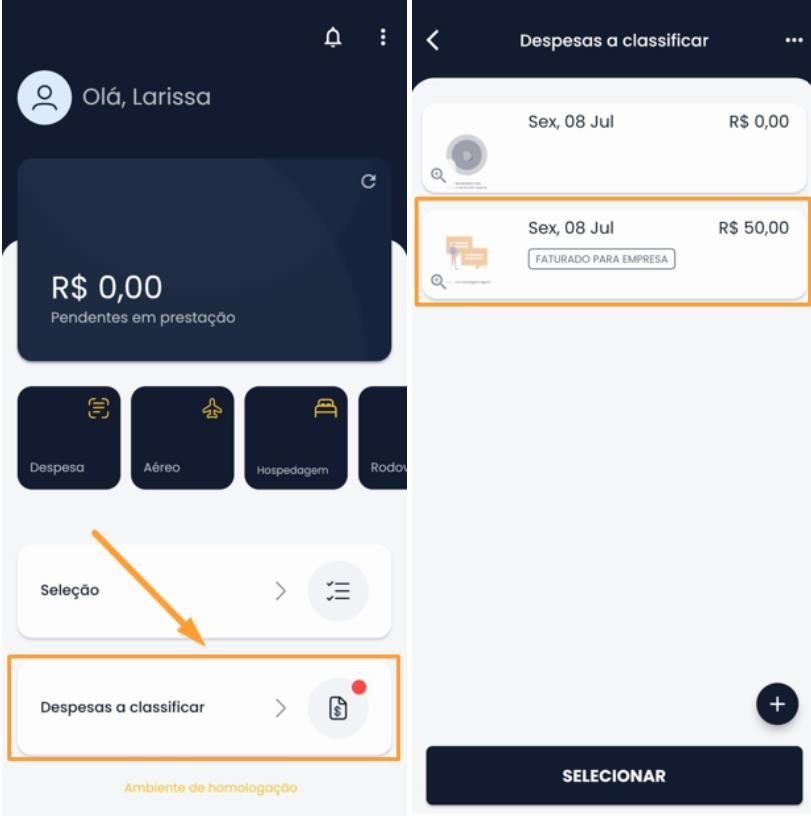 Olá, Larissa
R$ 0,00
Pendentes em prestação
Despesa
Aéreo
Hospedagem
Rodov
Seleção
Despesas a classificar
Ambiente de homologação
Despesas a classificar
Sex, 08 Jul
R$ 0,00
Sex, 08 Jul
R$ 50,00
FATURADO PARA EMPRESA
SELECIONAR